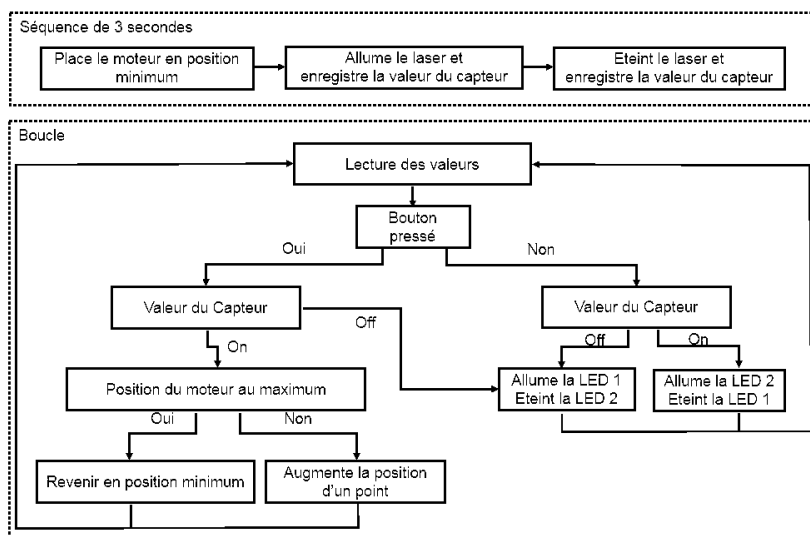 Séquence de 3 secondes
Place le moteur en position
minimum
Allume le laser et
enregistre la valeur du capteur
Eteint le laser et
enregistre la valeur du capteur
Boucle
Lecture des valeurs
Bouton
pressé
Oui
Non
Valeur du Capteur
Off
Valeur du Capteur
On
Off
On
Position du moteur au maximum
Allume la LED 1
Eteint la LED 2
Allume la LED 2
Eteint la LED 1
Oui
Non
Revenir en position minimum
Augmente la position
d'un point